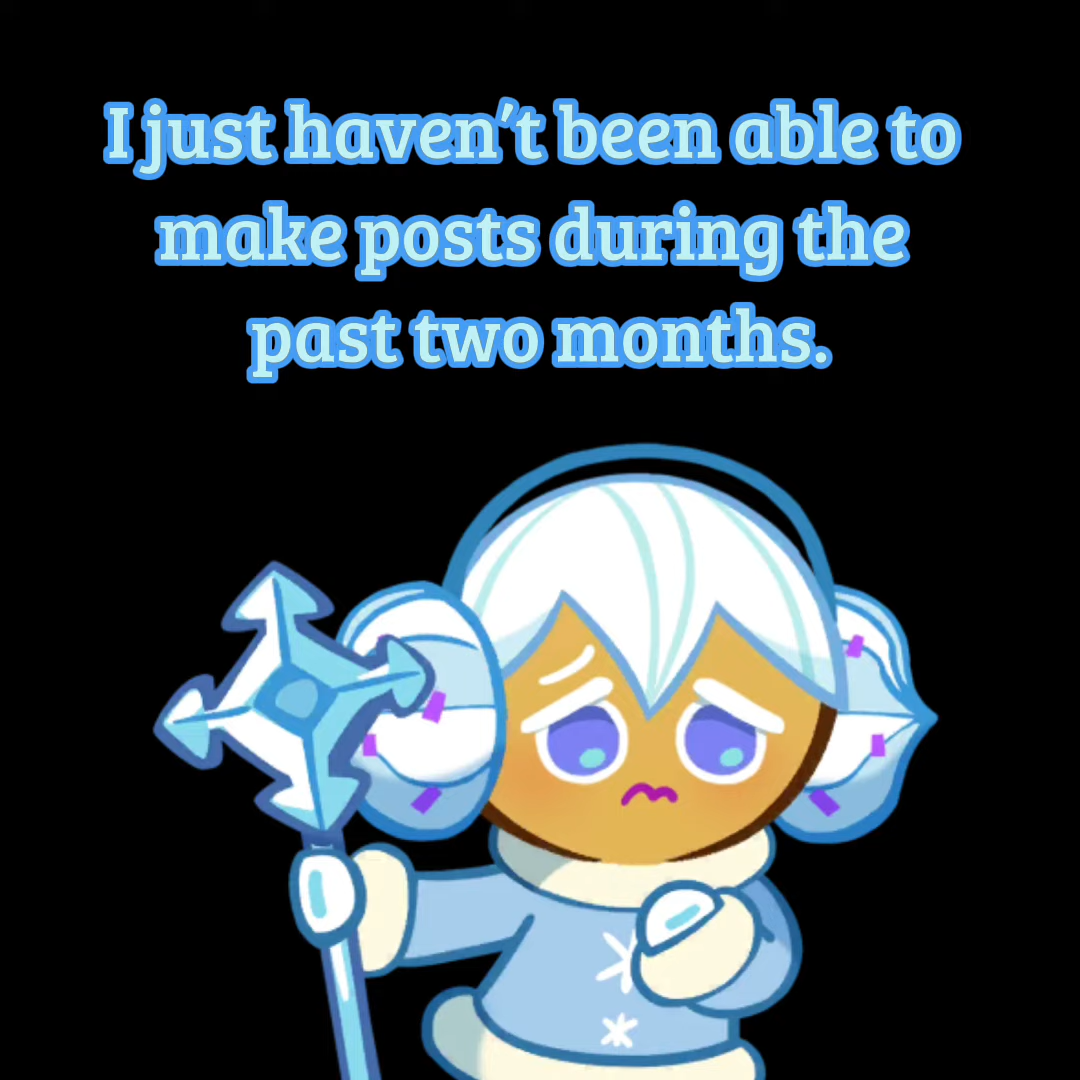 I just haven’t been able to
make posts during the
past two months.